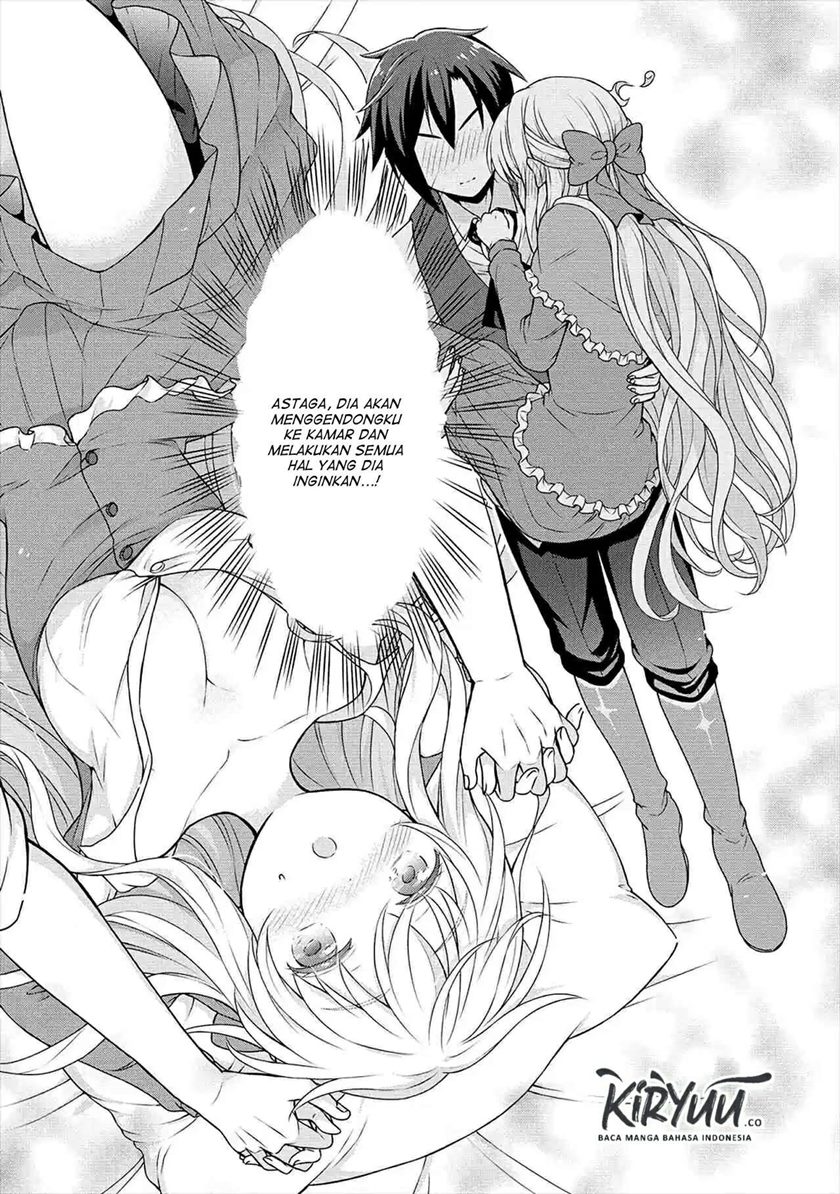 ASTAGA, DIA AKAN
MENGGENDONGKU
KE KAMAR DAN
MELAKUKAN SEMUA
HAL YANG DIA
INGINKAN...!
KIRYUU.CO
BACA MANGA BAHASA INDONESIA